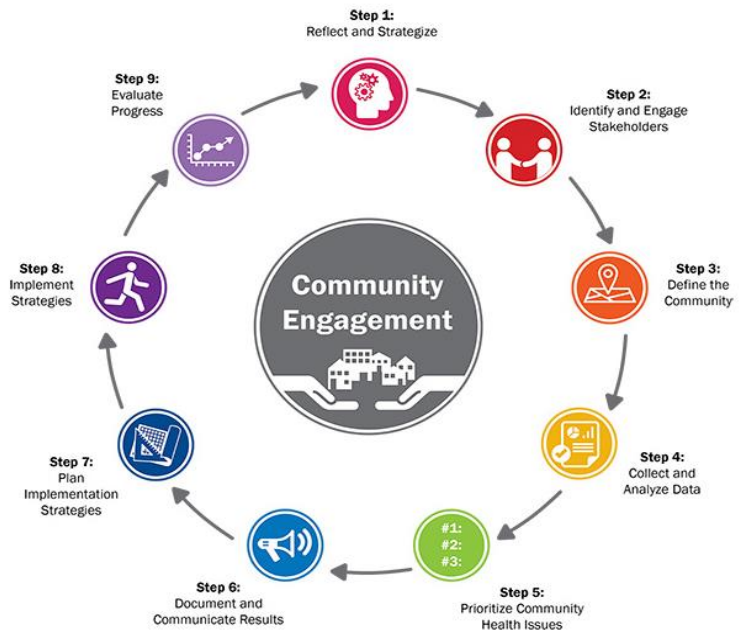 Step 1:
Reflect and Strategize
Step 2:
Identify and Engage
Stakeholders
Step 3:
Define the
Community
Step 4:
Collect and
Analyze Data
#1:
#2:
#3:
Step 5:
Prioritize Community
Health Issues
Step 6:
Document and
Communicate Results
Step 7:
Plan
Implementation
Strategies
Step 8:
Implement
Strategies
Step 9:
Evaluate
Progress
Community
Engagement